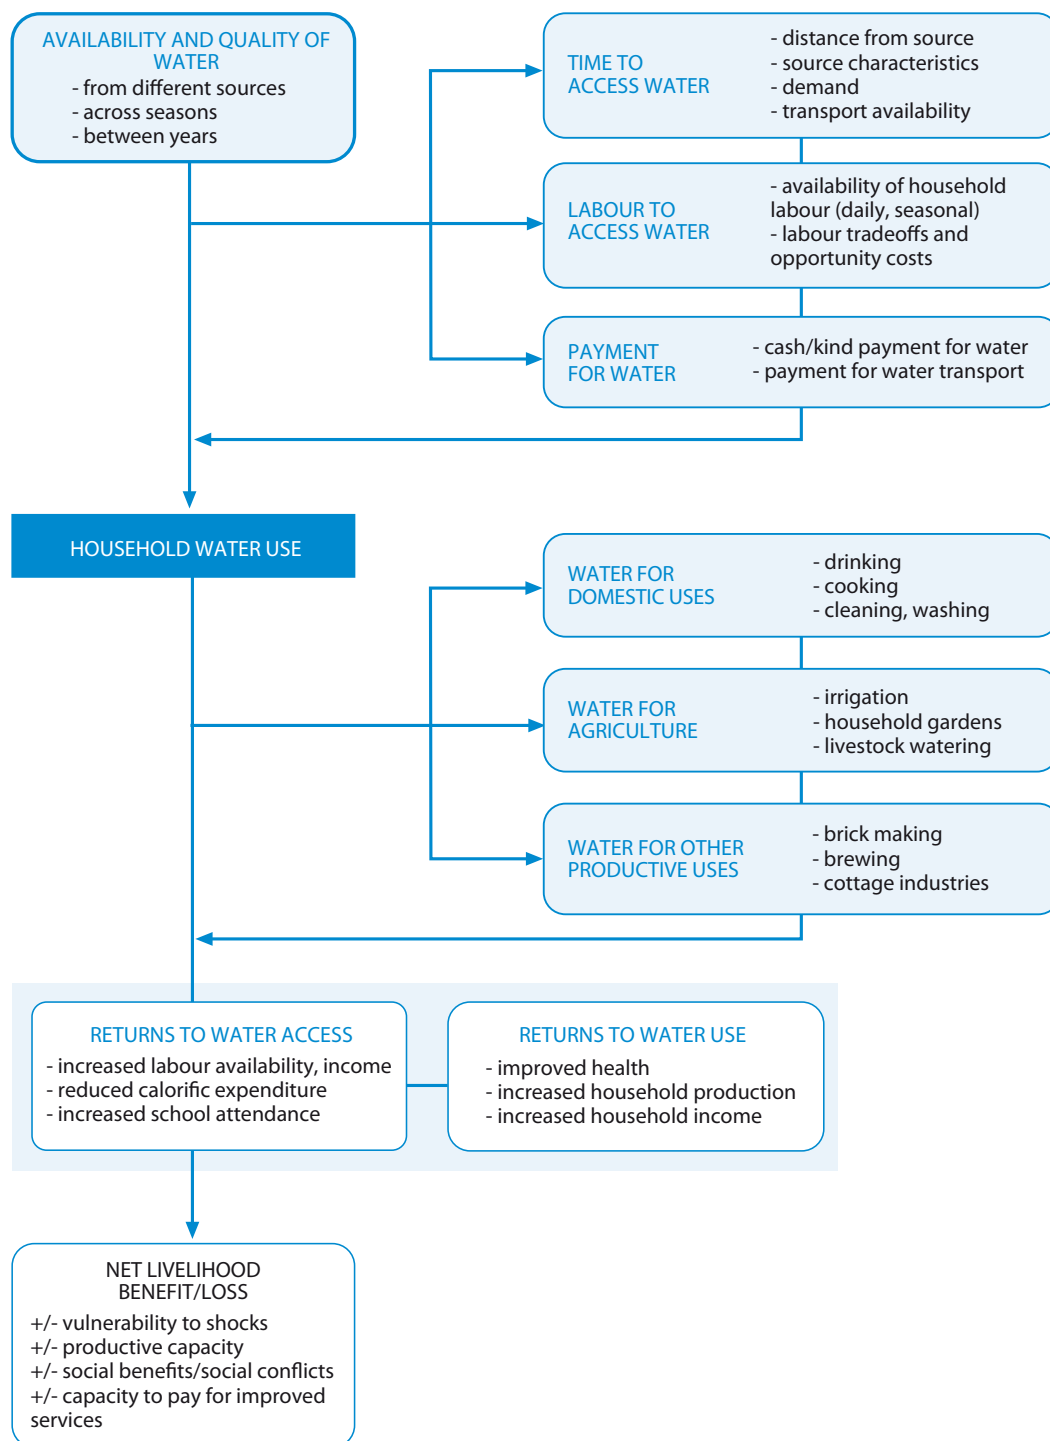 AVAILABILITY AND QUALITY OF
WATER
- from different sources
- across seasons
- between years
TIME TO
ACCESS WATER
- distance from source
- source characteristics
- demand
- transport availability
LABOUR TO
ACCESS WATER
- availability of household
labour (daily, seasonal)
- labour tradeoffs and
opportunity costs
PAYMENT
FOR WATER
- cash/kind payment for water
- payment for water transport
HOUSEHOLD WATER USE
WATER FOR
DOMESTIC USES
- drinking
- cooking
- cleaning, washing
WATER FOR
AGRICULTURE
- irrigation
- household gardens
- livestock watering
WATER FOR OTHER
PRODUCTIVE USES
- brick making
- brewing
- cottage industries
RETURNS TO WATER ACCESS
- increased labour availability, income
- reduced calorific expenditure
- increased school attendance
RETURNS TO WATER USE
- improved health
- increased household production
- increased household income
NET LIVELIHOOD
BENEFIT/LOSS
+/- vulnerability to shocks
+/- productive capacity
+/- social benefits/social conflicts
+/- capacity to pay for improved
services